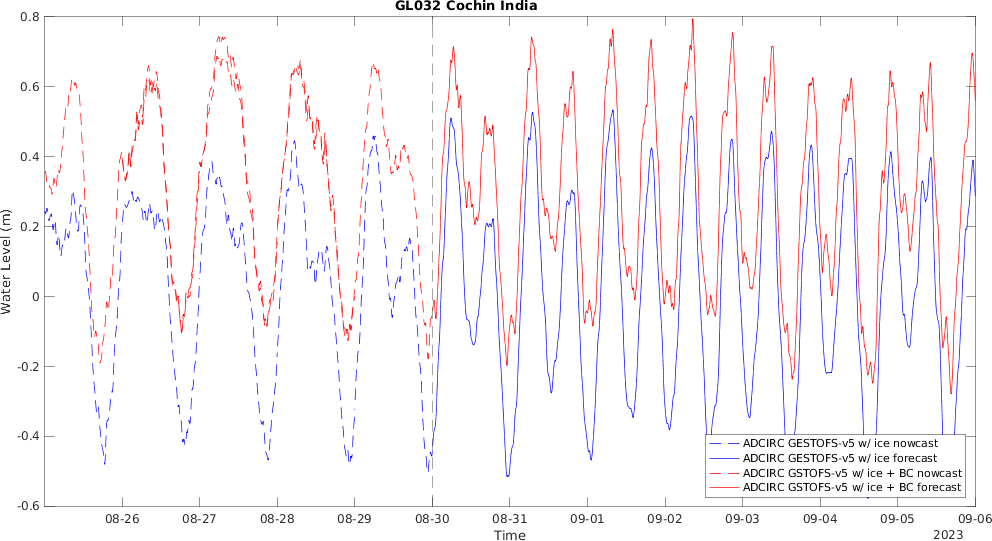 GL032 Cochin India
0.8
0.6
0.4
0.2
0
-0.2
-0.4
-0.6
Water Level (m)
ADCIRC GESTOFS-v5 w/ ice nowcast
ADCIRC GESTOFS-v5 w/ ice forecast
ADCIRC GSTOFS-v5 w/ ice + BC nowcast
ADCIRC GSTOFS-v5 w/ ice + BC forecast
08-26 08-27 08-28 08-29 08-30 08-31 09-01 09-02 09-03 09-04 09-05 09-06
Time
2023